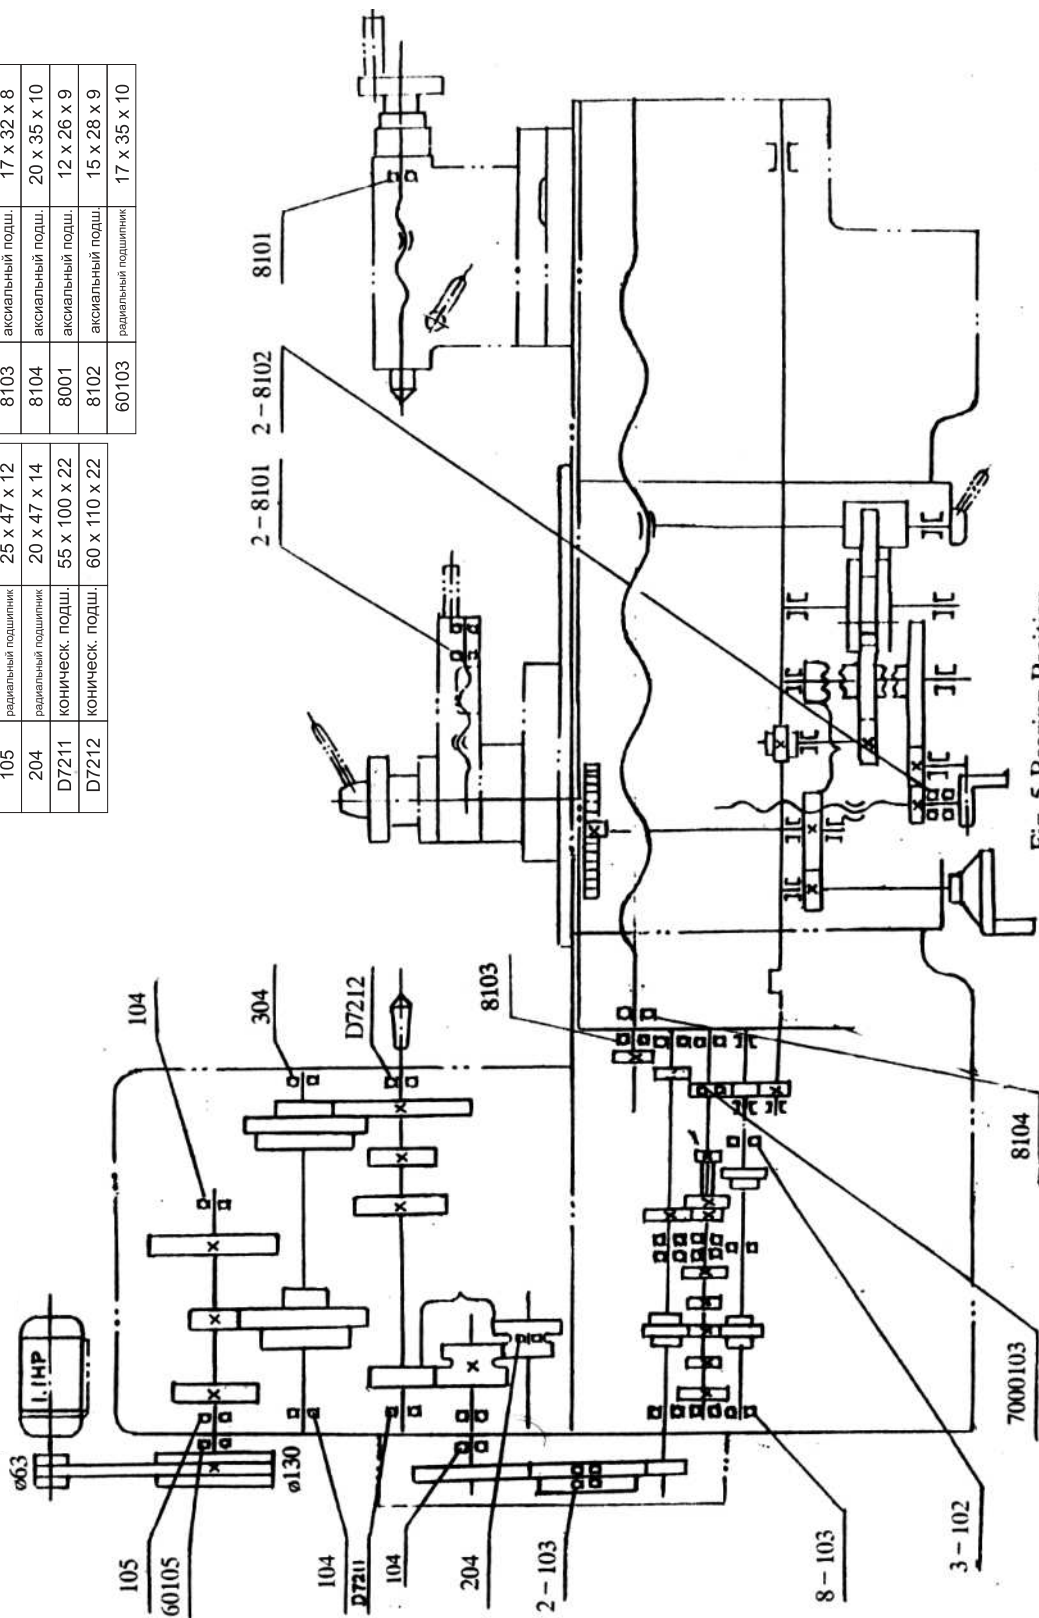 105 радиальный подшипник 25 x 47 x 12
204 радиальный подшипник 20 x 47 x 14
D7211 коническ. подш. 55 x 100 x 22
D7212 коническ. подш. 60 x 110 x 22
8103 аксиальный подш. 17 x 32 x 8
8104 аксиальный подш. 20 x 35 x 10
8001 аксиальный подш. 12 x 26 x 9
8102 аксиальный подш. 15 x 28 x 9
60103 радиальный подшипник 17 x 35 x 10
8101
2–8102
2–8101
104
304
D7212
8103
1.1HP
ø63
ø130
105
60105
104
D7211
104
204
2–103
8–103
3–102
7000103
8104
Fig. 5 Bearing Position